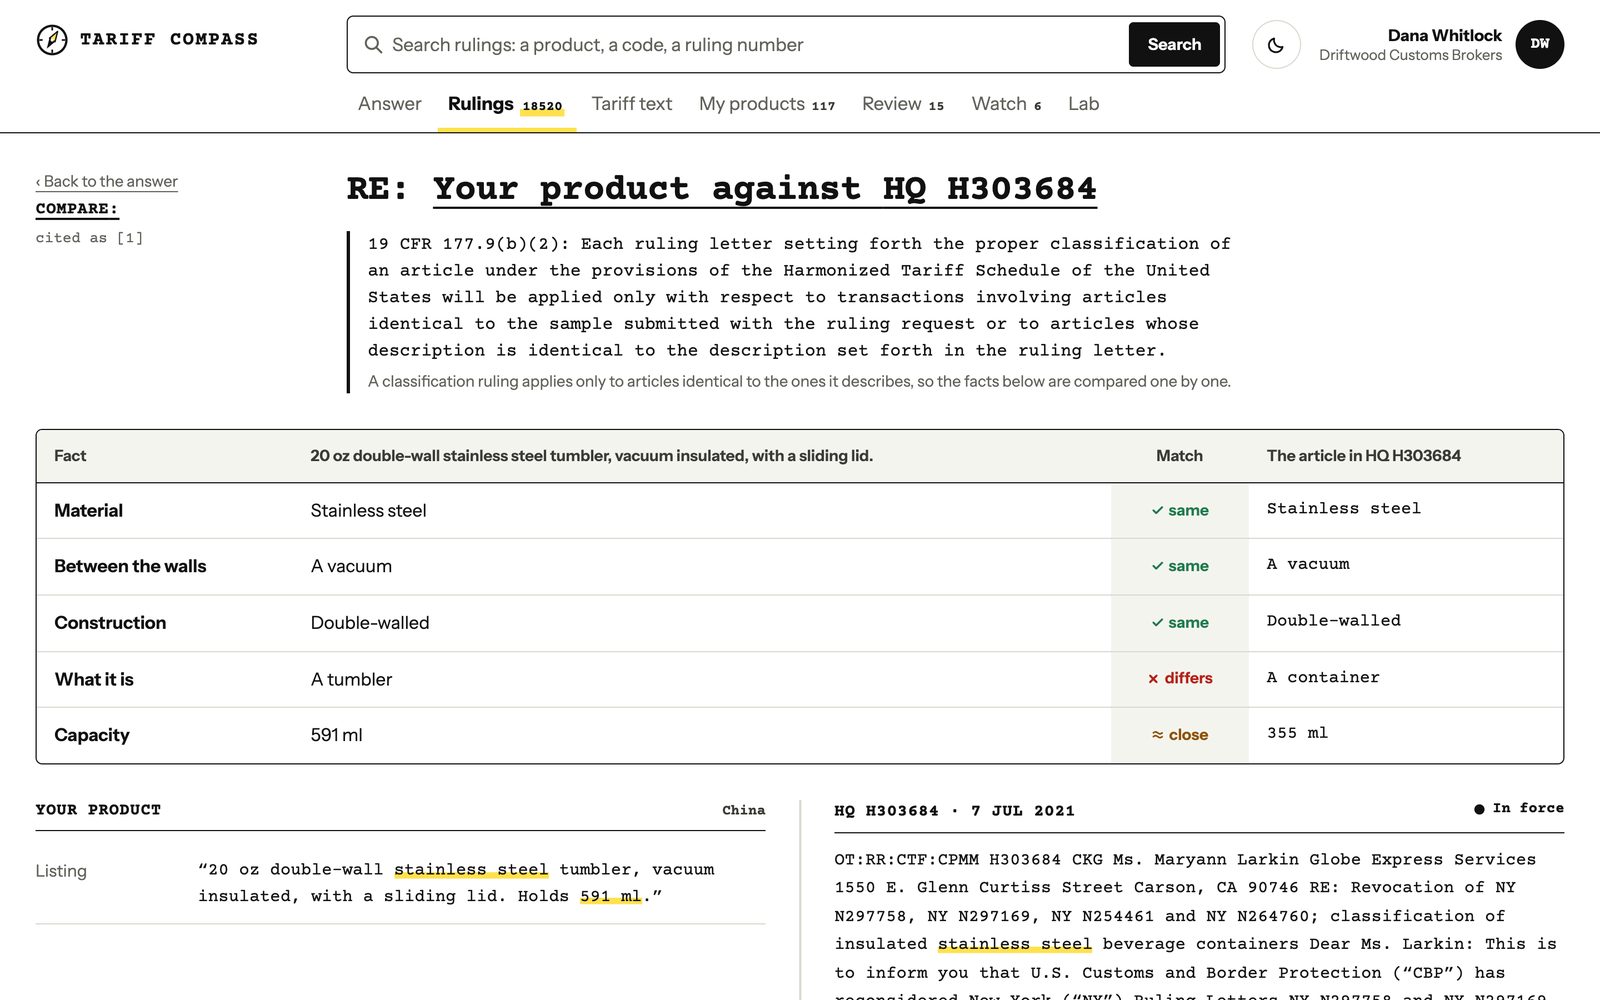 TARIFF COMPASS
Search rulings: a product, a code, a ruling number
Search
Dana Whitlock
Driftwood Customs Brokers
DW
Answer
Rulings 18520
Tariff text
My products 117
Review 15
Watch 6
Lab
‹ Back to the answer
COMPARE:
cited as [1]
RE: Your product against HQ H303684
19 CFR 177.9(b)(2): Each ruling letter setting forth the proper classification of
an article under the provisions of the Harmonized Tariff Schedule of the United
States will be applied only with respect to transactions involving articles
identical to the sample submitted with the ruling request or to articles whose
description is identical to the description set forth in the ruling letter.
A classification ruling applies only to articles identical to the ones it describes, so the facts below are compared one by one.
Fact 20 oz double-wall stainless steel tumbler, vacuum insulated, with a sliding lid. Match The article in HQ H303684
Material Stainless steel ✓ same Stainless steel
Between the walls A vacuum ✓ same A vacuum
Construction Double-walled ✓ same Double-walled
What it is A tumbler × differs A container
Capacity 591 ml ≈ close 355 ml
YOUR PRODUCT China
Listing
“20 oz double-wall stainless steel tumbler, vacuum
insulated, with a sliding lid. Holds 591 ml.”
HQ H303684 · 7 JUL 2021 ● In force
OT:RR:CTF:CPMM H303684 CKG Ms. Maryann Larkin Globe Express Services
1550 E. Glenn Curtiss Street Carson, CA 90746 RE: Revocation of NY
N297758, NY N297169, NY N254461 and NY N264760; classification of
insulated stainless steel beverage containers Dear Ms. Larkin: This is
to inform you that U.S. Customs and Border Protection (“CBP”) has
reconsidered New York (“NY”) Ruling Letters NY N297758 and NY N297169